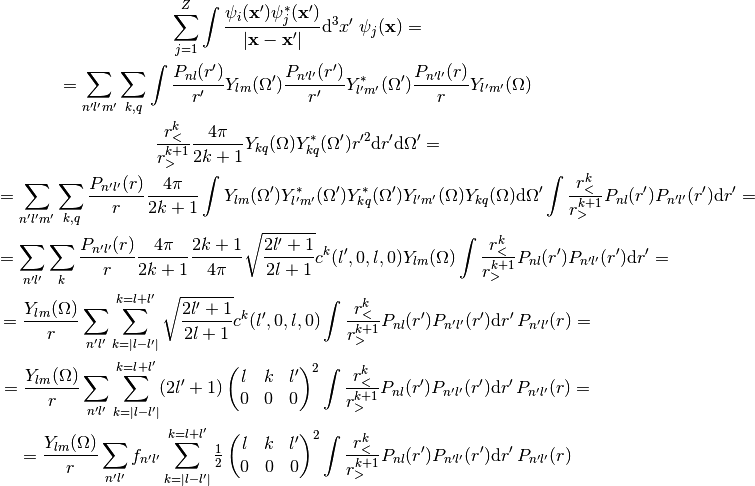 \sum_{j=1}^{Z} \int \frac{\psi_i(\mathbf{x}')\psi_j^*(\mathbf{x}')}{|\mathbf{x}-\mathbf{x}'|} \mathrm{d}^3x' \ \psi_j(\mathbf{x}) =
= \sum_{n'l'm'} \sum_{k,q} \int \frac{P_{nl}(r')}{r'} Y_{lm}(\Omega') \frac{P_{n'l'}(r')}{r'} Y_{l'm'}^*(\Omega') \frac{P_{n'l'}(r)}{r} Y_{l'm'}(\Omega)
\frac{r_<^k}{r_>^{k+1}} \frac{4\pi}{2k+1} Y_{kq}(\Omega) Y_{kq}^*(\Omega') r'^2 \mathrm{d}r' \mathrm{d}\Omega' =
= \sum_{n'l'm'} \sum_{k,q} \frac{P_{n'l'}(r)}{r} \frac{4\pi}{2k+1} \int Y_{lm}(\Omega') Y_{l'm'}^*(\Omega') Y_{kq}^*(\Omega') Y_{l'm'}(\Omega) Y_{kq}(\Omega) \mathrm{d}\Omega' \int \frac{r_<^k}{r_>^{k+1}} P_{nl}(r') P_{n'l'}(r') \mathrm{d}r' =
= \sum_{n'l'} \sum_{k} \frac{P_{n'l'}(r)}{r} \frac{4\pi}{2k+1} \frac{2k+1}{4\pi} \sqrt{\frac{2l'+1}{2l+1}} c^k(l',0,l,0) Y_{lm}(\Omega) \int \frac{r_<^k}{r_>^{k+1}} P_{nl}(r') P_{n'l'}(r') \mathrm{d}r' =
= \frac{Y_{lm}(\Omega)}{r} \sum_{n'l'} \sum_{k=|l-l'|}^{k=l+l'} \sqrt{\frac{2l'+1}{2l+1}} c^k(l',0,l,0) \int \frac{r_<^k}{r_>^{k+1}} P_{nl}(r') P_{n'l'}(r') \mathrm{d}r' \, P_{n'l'}(r) =
= \frac{Y_{lm}(\Omega)}{r} \sum_{n'l'} \sum_{k=|l-l'|}^{k=l+l'} (2l'+1) \begin{pmatrix} l & k & l' \\ 0 & 0 & 0 \end{pmatrix}^2 \int \frac{r_<^k}{r_>^{k+1}} P_{nl}(r') P_{n'l'}(r') \mathrm{d}r' \, P_{n'l'}(r) =
= \frac{Y_{lm}(\Omega)}{r} \sum_{n'l'} f_{n'l'} \sum_{k=|l-l'|}^{k=l+l'} \frac{1}{2} \begin{pmatrix} l & k & l' \\ 0 & 0 & 0 \end{pmatrix}^2 \int \frac{r_<^k}{r_>^{k+1}} P_{nl}(r') P_{n'l'}(r') \mathrm{d}r' \, P_{n'l'}(r)